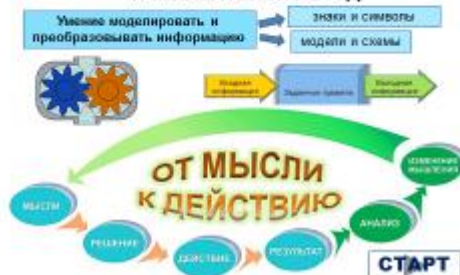 Умение моделировать и
преобразовывать информацию
знаки и символы
модели и схемы
Входная
информация
Заданные правила
Выходная
информация
ОТ МЫСЛИ
К ДЕЙСТВИЮ
ИЗМЕНЕНИЕ
МЫШЛЕНИЯ
МЫСЛИ
РЕШЕНИЕ
ДЕЙСТВИЕ
РЕЗУЛЬТАТ
АНАЛИЗ
СТАРТ